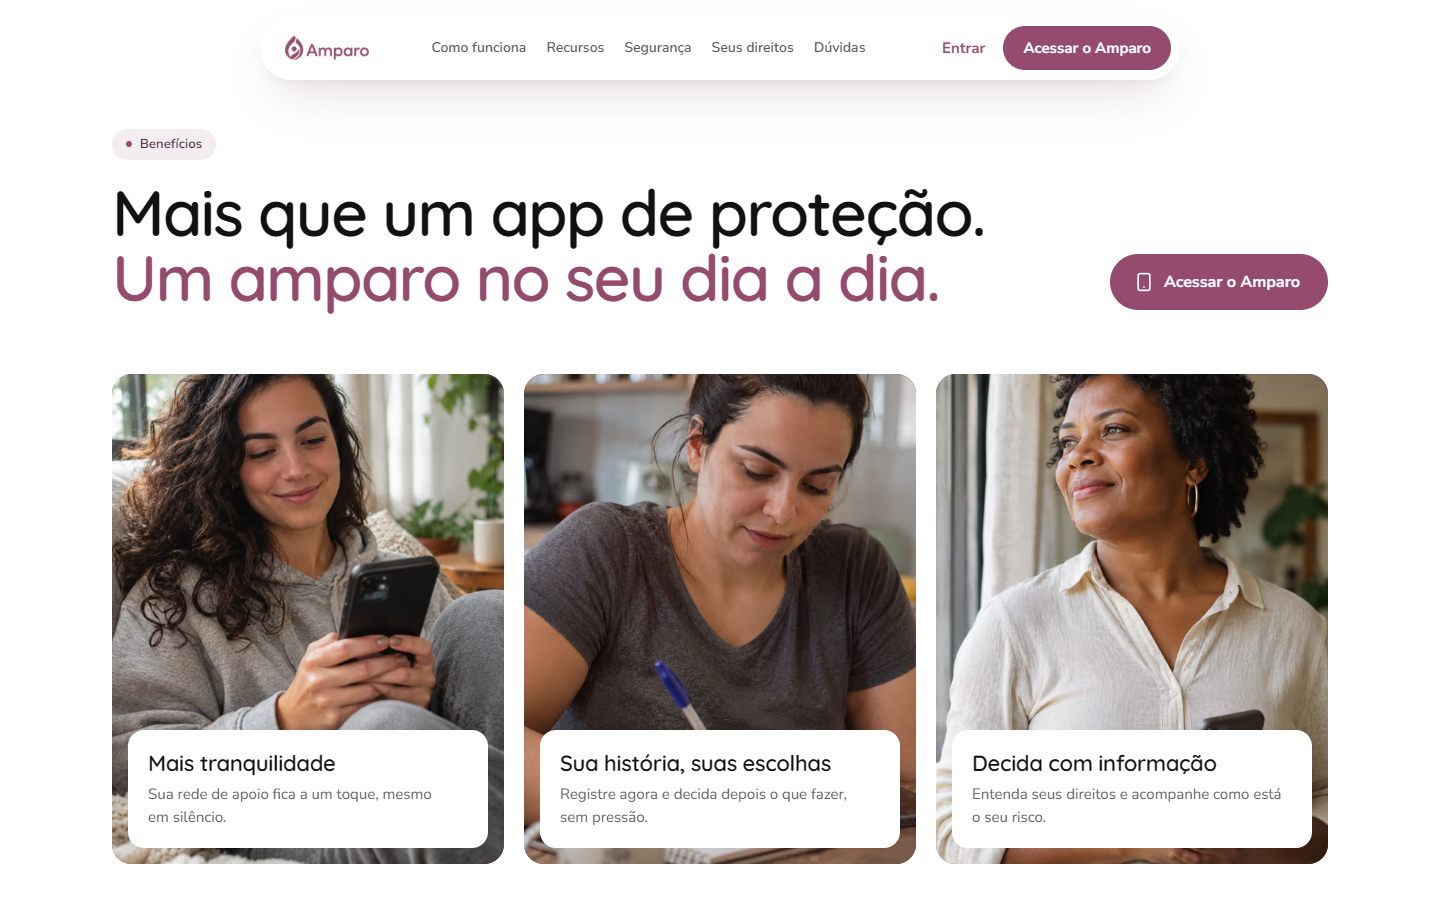 Amparo
Como funciona
Recursos
Segurança
Seus direitos
Dúvidas
Entrar
Acessar o Amparo
Benefícios
Mais que um app de proteção.
Um amparo no seu dia a dia.
Acessar o Amparo
Mais tranquilidade
Sua rede de apoio fica a um toque, mesmo
em silêncio.
Sua história, suas escolhas
Registre agora e decida depois o que fazer,
sem pressão.
Decida com informação
Entenda seus direitos e acompanhe como está
o seu risco.